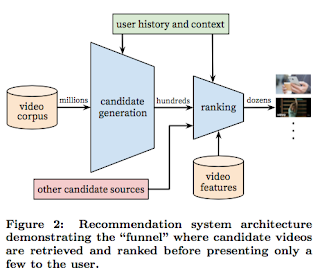 user history and context
video
corpus
millions
candidate
generation
hundreds
ranking
dozens
other candidate sources
video
features
Figure 2: Recommendation system architecture
demonstrating the “funnel” where candidate videos
are retrieved and ranked before presenting only a
few to the user.